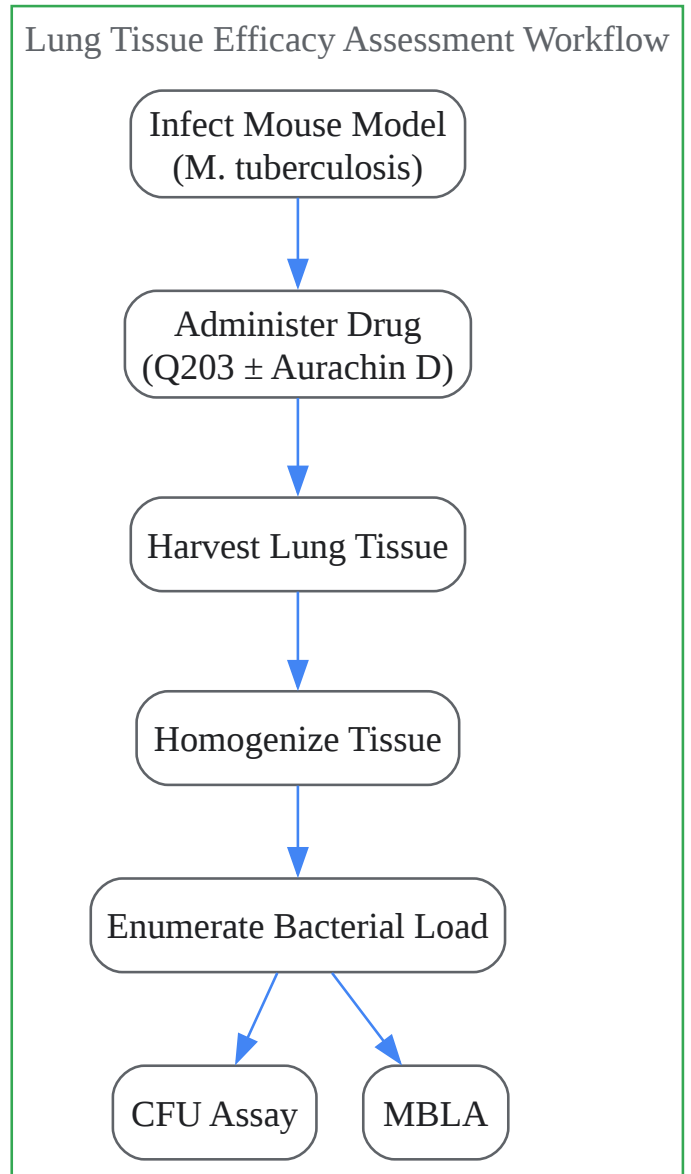 Lung Tissue Efficacy Assessment Workflow
Infect Mouse Model
(M. tuberculosis)
Administer Drug
(Q203 ± Aurachin D)
Harvest Lung Tissue
Homogenize Tissue
Enumerate Bacterial Load
CFU Assay
MBLA